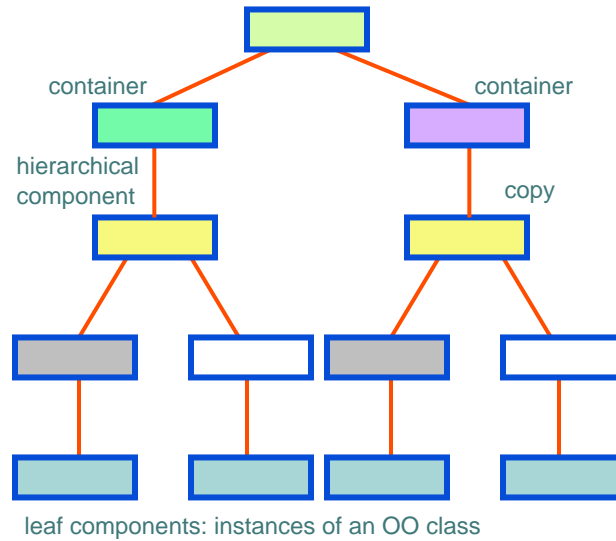 container
container
hierarchical
component
copy
leaf components: instances of an OO class